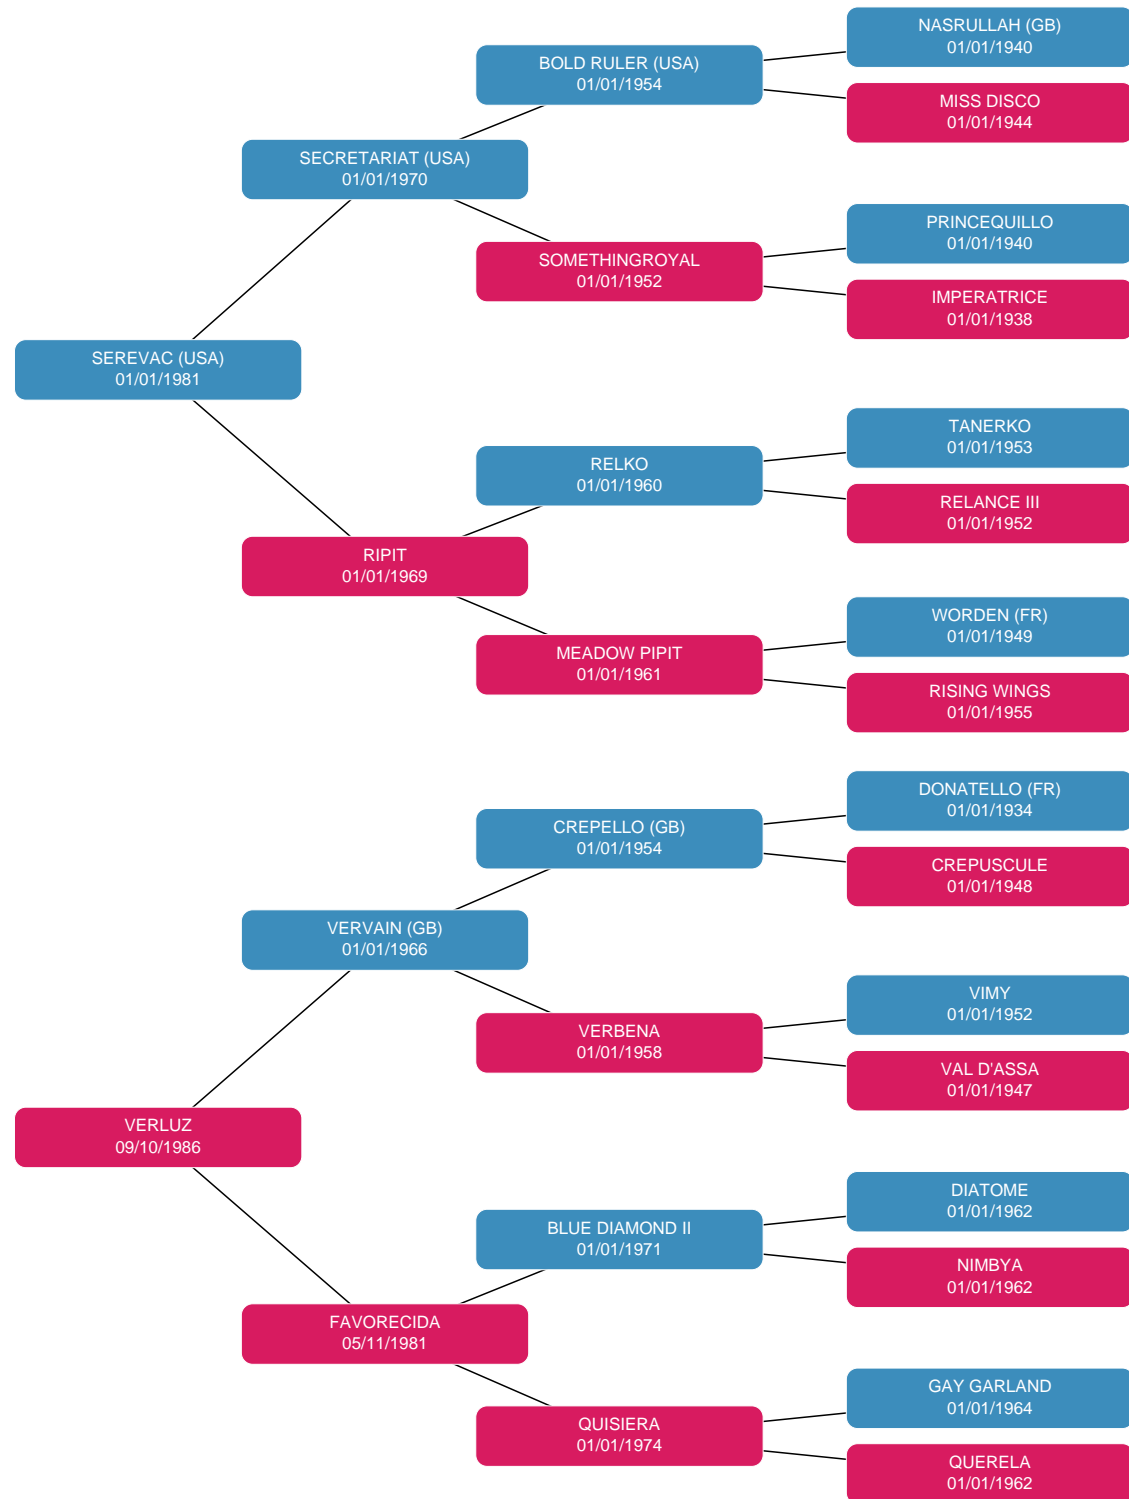 NASRULLAH (GB)
01/01/1940
BOLD RULER (USA)
01/01/1954
MISS DISCO
01/01/1944
SECRETARIAT (USA)
01/01/1970
PRINCEQUILLO
01/01/1940
SOMETHINGROYAL
01/01/1952
IMPERATRICE
01/01/1938
SEREVAC (USA)
01/01/1981
TANERKO
01/01/1953
RELKO
01/01/1960
RELANCE III
01/01/1952
RIPIT
01/01/1969
WORDEN (FR)
01/01/1949
MEADOW PIPIT
01/01/1961
RISING WINGS
01/01/1955
DONATELLO (FR)
01/01/1934
CREPELLO (GB)
01/01/1954
CREPUSCULE
01/01/1948
VERVAIN (GB)
01/01/1966
VIMY
01/01/1952
VERBENA
01/01/1958
VAL D'ASSA
01/01/1947
VERLUZ
09/10/1986
DIATOME
01/01/1962
BLUE DIAMOND II
01/01/1971
NIMBYA
01/01/1962
FAVORECIDA
05/11/1981
GAY GARLAND
01/01/1964
QUISIERA
01/01/1974
QUERELA
01/01/1962